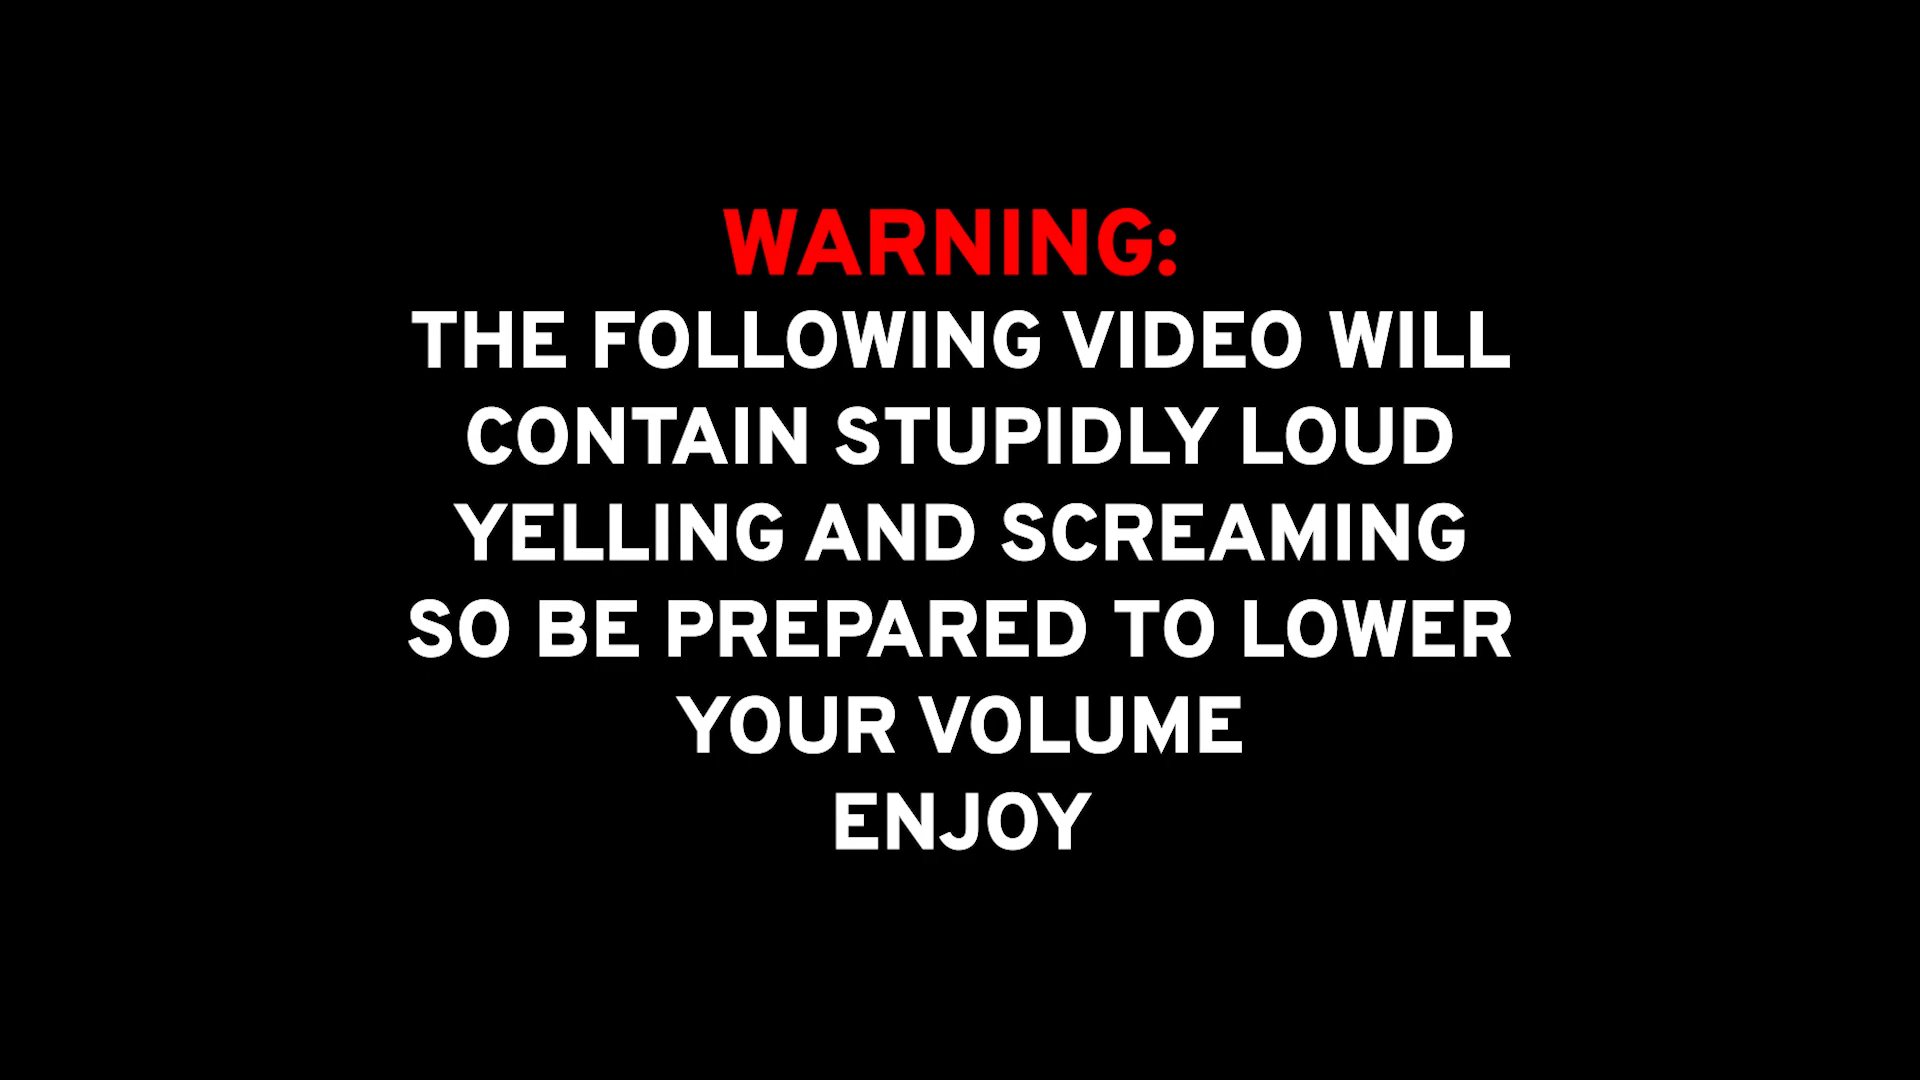 WARNING:
THE FOLLOWING VIDEO WILL
CONTAIN STUPIDLY LOUD
YELLING AND SCREAMING
SO BE PREPARED TO LOWER
YOUR VOLUME
ENJOY